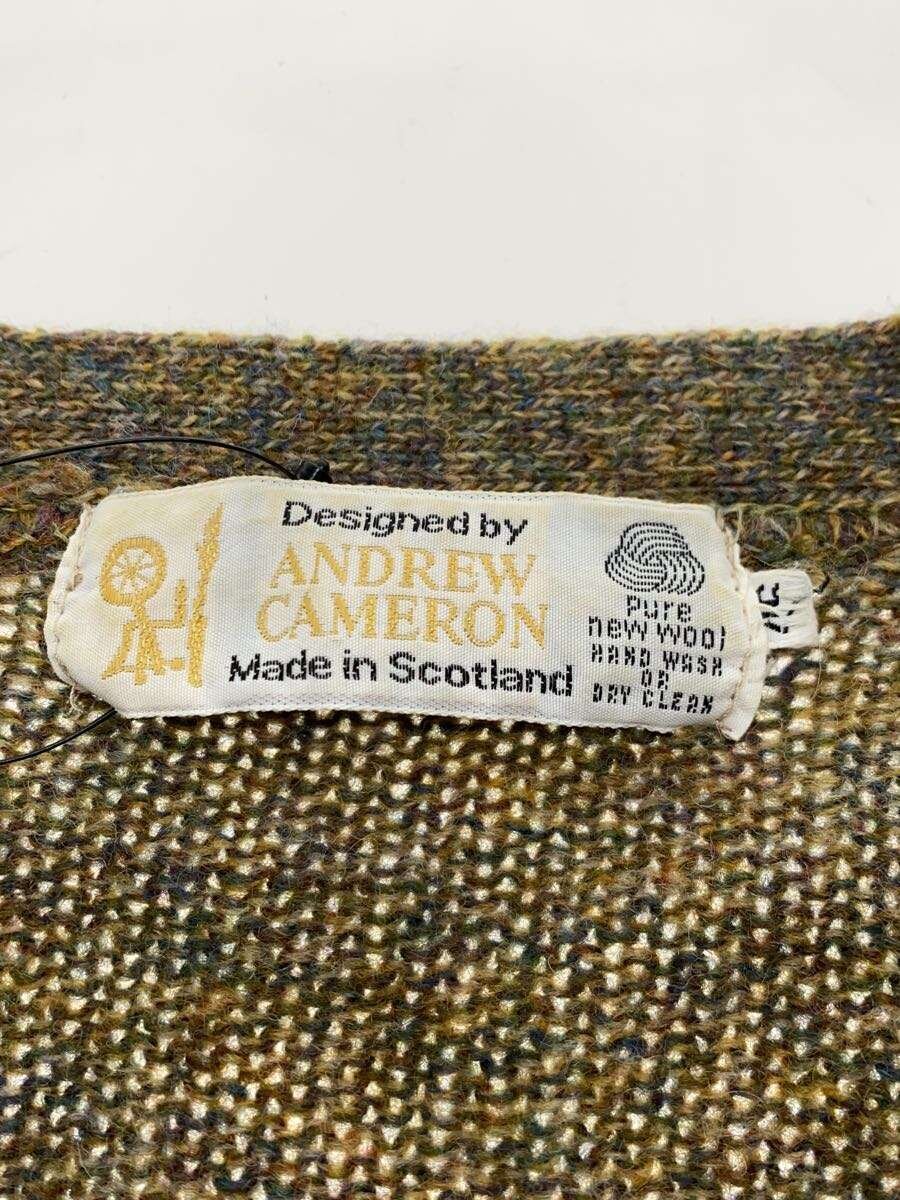 Designed by
ANDREW
CAMERON
Made in Scotland
Pure
new wool
HAND WASH
OR
DRY CLEAN